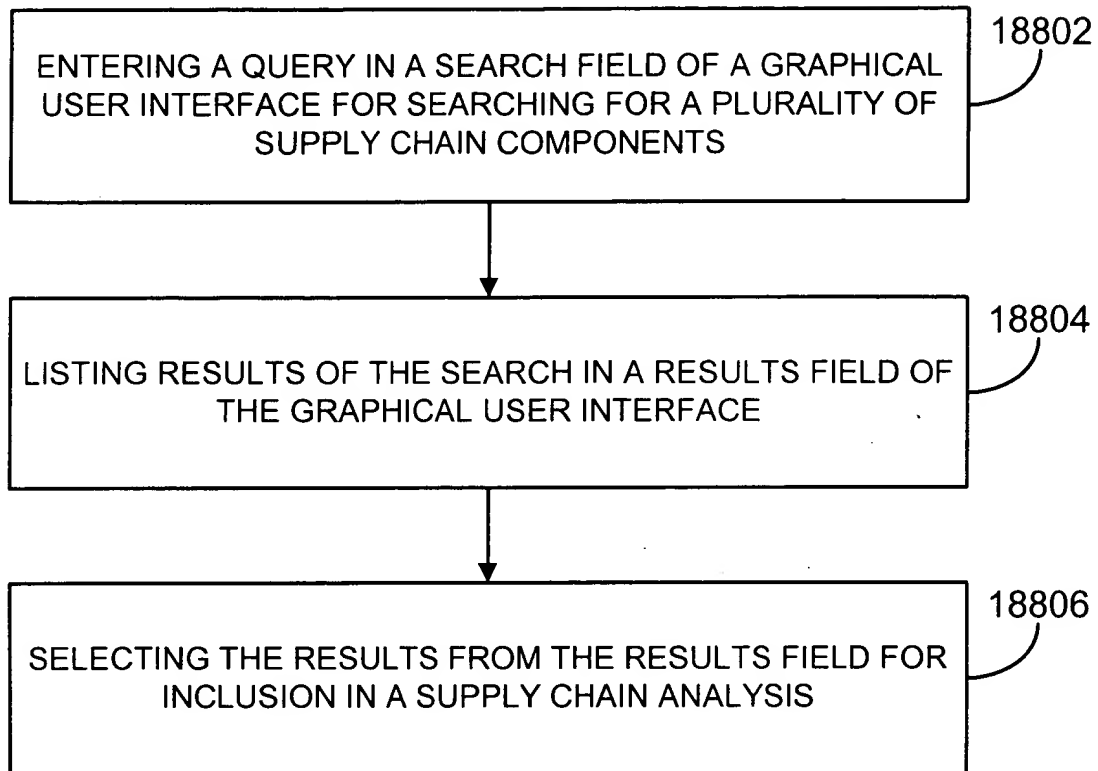 18802
ENTERING A QUERY IN A SEARCH FIELD OF A GRAPHICAL
USER INTERFACE FOR SEARCHING FOR A PLURALITY OF
SUPPLY CHAIN COMPONENTS
18804
LISTING RESULTS OF THE SEARCH IN A RESULTS FIELD OF
THE GRAPHICAL USER INTERFACE
18806
SELECTING THE RESULTS FROM THE RESULTS FIELD FOR
INCLUSION IN A SUPPLY CHAIN ANALYSIS